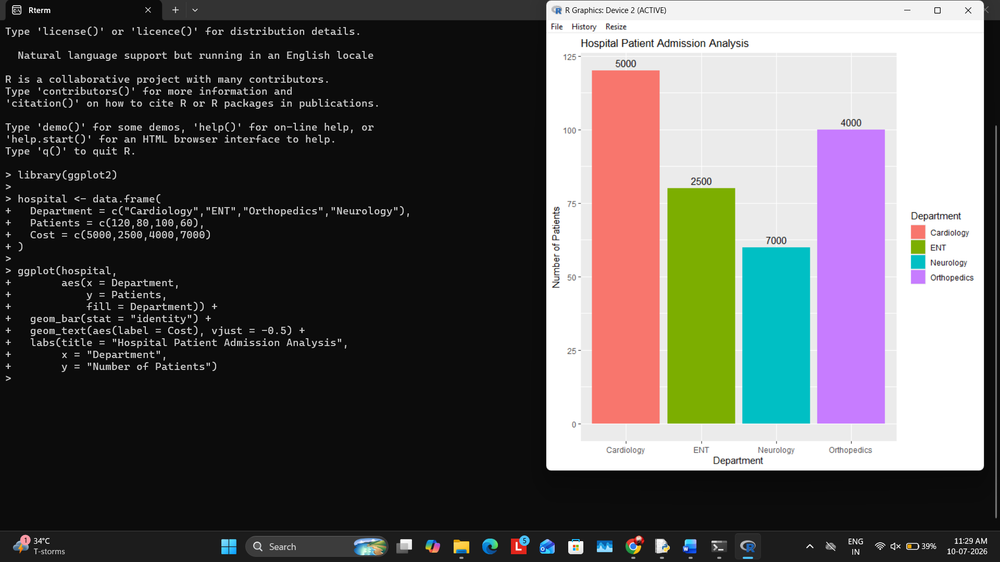 Rterm
Type 'license()' or 'licence()' for distribution details.
Natural language support but running in an English locale
R is a collaborative project with many contributors.
Type 'contributors()' for more information and
'citation()' on how to cite R or R packages in publications.
Type 'demo()' for some demos, 'help()' for on-line help, or
'help.start()' for an HTML browser interface to help.
Type 'q()' to quit R.
> library(ggplot2)
>
> hospital <- data.frame(
+   Department = c("Cardiology","ENT","Orthopedics","Neurology"),
+   Patients = c(120,80,100,60),
+   Cost = c(5000,2500,4000,7000)
+ )
>
> ggplot(hospital,
+        aes(x = Department,
+            y = Patients,
+            fill = Department)) +
+   geom_bar(stat = "identity") +
+   geom_text(aes(label = Cost), vjust = -0.5) +
+   labs(title = "Hospital Patient Admission Analysis",
+        x = "Department",
+        y = "Number of Patients")
>
R Graphics: Device 2 (ACTIVE)
File History Resize
Hospital Patient Admission Analysis
125
100
75
50
25
0
Number of Patients
5000
2500
7000
4000
Cardiology ENT Neurology Orthopedics
Department
Department
Cardiology
ENT
Neurology
Orthopedics
1
34°C
T-storms
Search
L
5
O
W
R
ENG
IN
39%
11:29 AM
10-07-2026